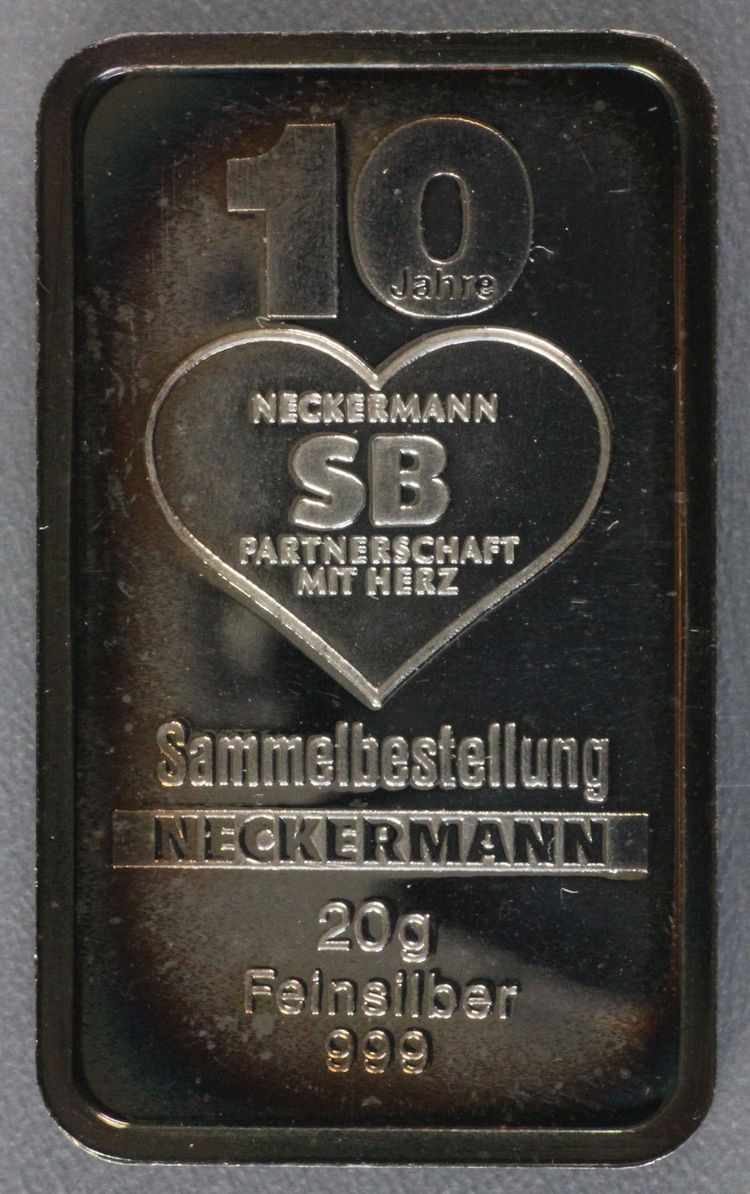 10
Jahre
NECKERMANN
SB
PARTNERSCHAFT
MIT HERZ
Sammelbestellung
NECKERMANN
20g
Feinsilber
999